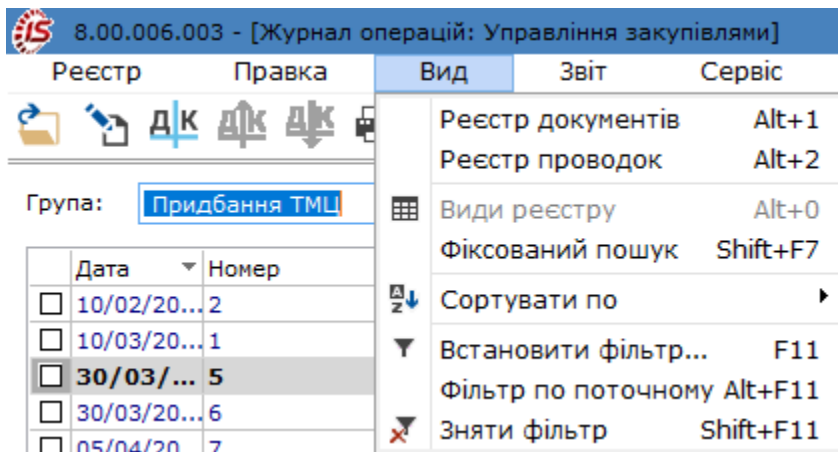 8.00.006.003 - [Журнал операцій: Управління закупівлями]
Реєстр Правка Вид Звіт Сервіс
Д К Д К Д К
Реєстр документів Alt+1
Реєстр проводок Alt+2
Види реєстру Alt+0
Фіксований пошук Shift+F7
Сортувати по
Встановити фільтр... F11
Фільтр по поточному Alt+F11
Зняти фільтр Shift+F11
Група: Придбання ТМЦ
Дата Номер
10/02/20... 2
10/03/20... 1
30/03/... 5
30/03/20... 6
05/04/20... 7